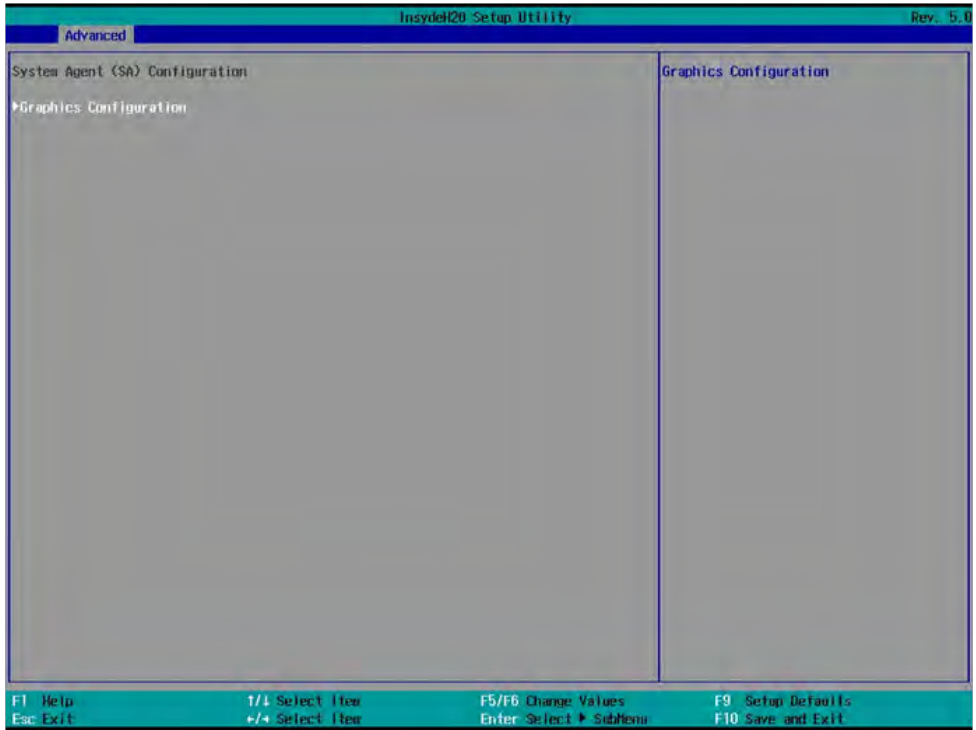 InsydeH20 Setup Utility Rev. 5.0
Advanced
System Agent (SA) Configuration
Graphics Configuration
▶Graphics Configuration
F1 Help ↑/↓ Select Item F5/F6 Change Values F9 Setup Defaults
Esc Exit ←/→ Select Item Enter Select ▶ SubMenu F10 Save and Exit